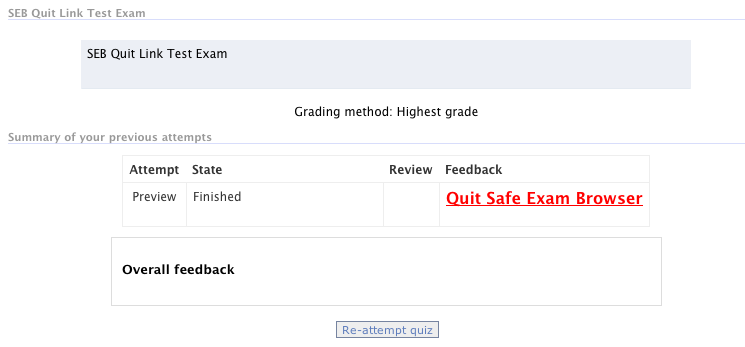 SEB Quit Link Test Exam
SEB Quit Link Test Exam
Grading method: Highest grade
Summary of your previous attempts
Attempt State Review Feedback
Preview Finished Quit Safe Exam Browser
Overall feedback
Re-attempt quiz